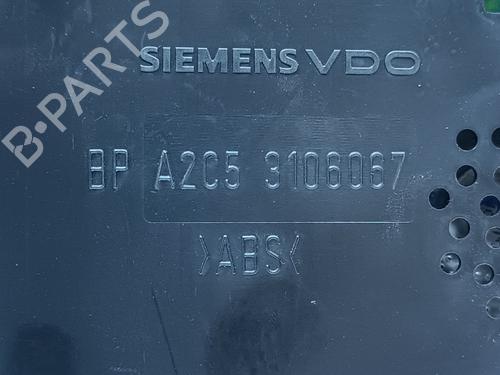 B-PARTS
SIEMENS VDO
BP A2C5 3106067
>ABS<